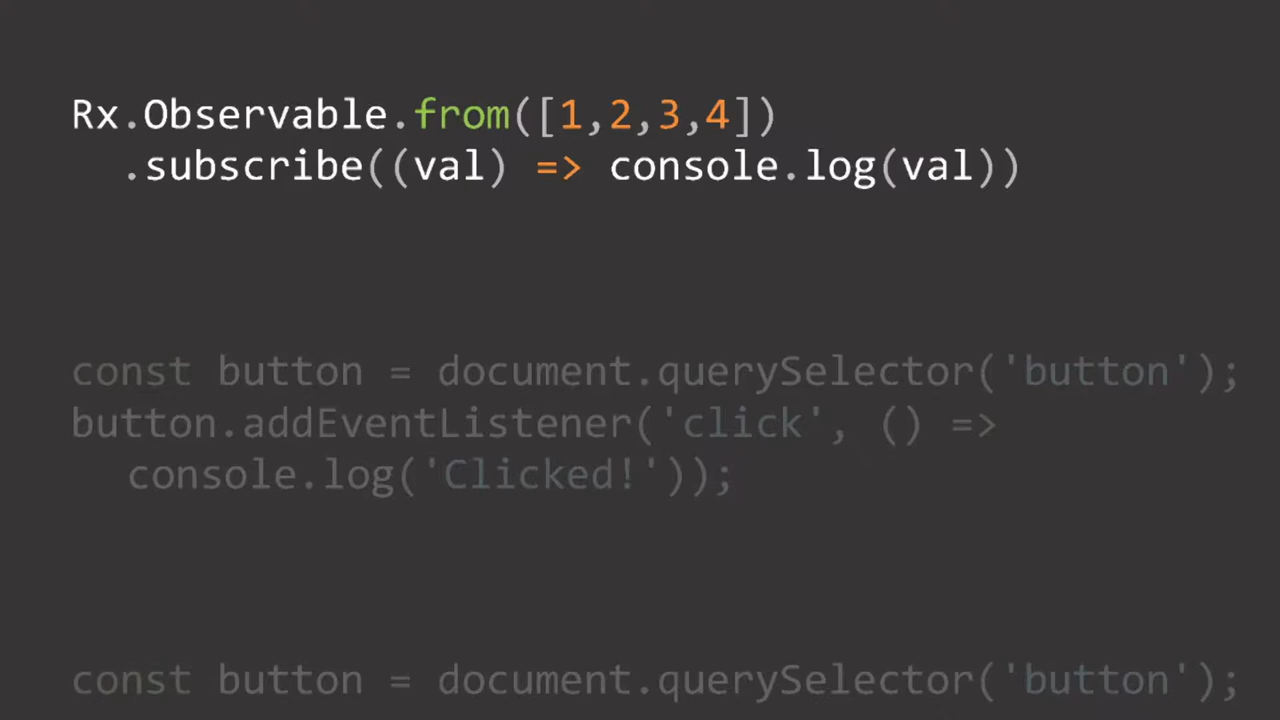 Rx.Observable.from([1,2,3,4])
.subscribe((val) => console.log(val))
const button = document.querySelector('button');
button.addEventListener('click', () =>
console.log('Clicked!'));
const button = document.querySelector('button');